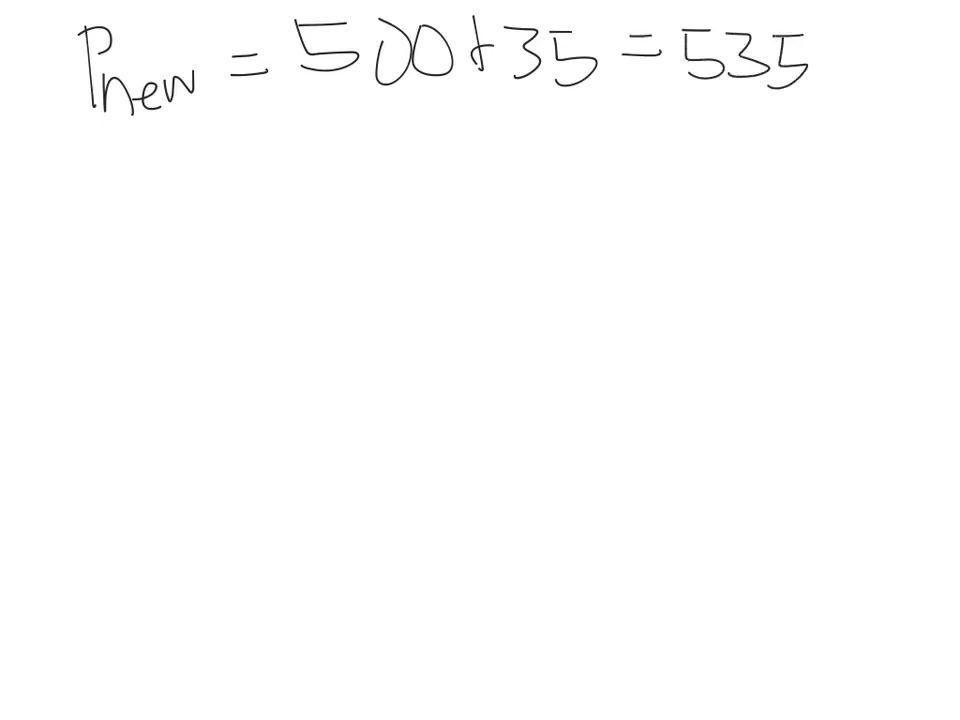 Pnew = 500+35 = 535